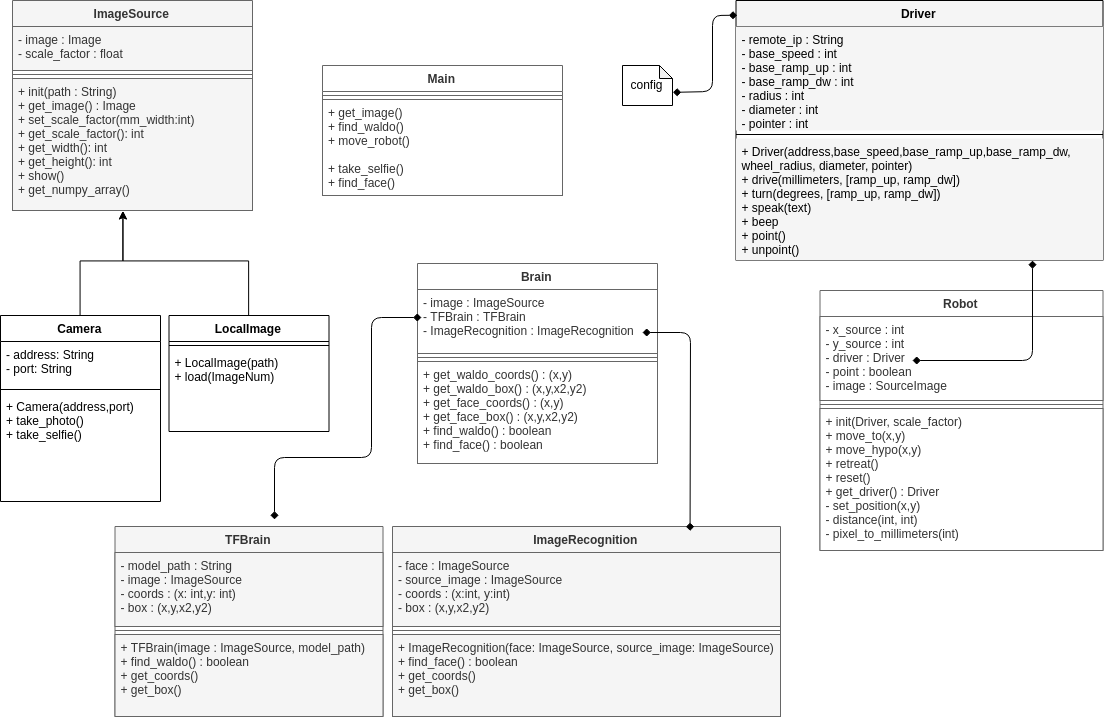 ImageSource
- image : Image
- scale_factor : float
+ init(path : String)
+ get_image() : Image
+ set_scale_factor(mm_width:int)
+ get_scale_factor(): int
+ get_width(): int
+ get_height(): int
+ show()
+ get_numpy_array()
Main
+ get_image()
+ find_waldo()
+ move_robot()
+ take_selfie()
+ find_face()
config
Driver
- remote_ip : String
- base_speed : int
- base_ramp_up : int
- base_ramp_dw : int
- radius : int
- diameter : int
- pointer : int
+ Driver(address,base_speed,base_ramp_up,base_ramp_dw,
wheel_radius, diameter, pointer)
+ drive(millimeters, [ramp_up, ramp_dw])
+ turn(degrees, [ramp_up, ramp_dw])
+ speak(text)
+ beep
+ point()
+ unpoint()
Camera
- address: String
- port: String
+ Camera(address,port)
+ take_photo()
+ take_selfie()
LocalImage
+ LocalImage(path)
+ load(ImageNum)
Brain
- image : ImageSource
- TFBrain : TFBrain
- ImageRecognition : ImageRecognition
+ get_waldo_coords() : (x,y)
+ get_waldo_box() : (x,y,x2,y2)
+ get_face_coords() : (x,y)
+ get_face_box() : (x,y,x2,y2)
+ find_waldo() : boolean
+ find_face() : boolean
Robot
- x_source : int
- y_source : int
- driver : Driver
- point : boolean
- image : SourceImage
+ init(Driver, scale_factor)
+ move_to(x,y)
+ move_hypo(x,y)
+ retreat()
+ reset()
+ get_driver() : Driver
- set_position(x,y)
- distance(int, int)
- pixel_to_millimeters(int)
TFBrain
- model_path : String
- image : ImageSource
- coords : (x: int,y: int)
- box : (x,y,x2,y2)
+ TFBrain(image : ImageSource, model_path)
+ find_waldo() : boolean
+ get_coords()
+ get_box()
ImageRecognition
- face : ImageSource
- source_image : ImageSource
- coords : (x:int, y:int)
- box : (x,y,x2,y2)
+ ImageRecognition(face: ImageSource, source_image: ImageSource)
+ find_face() : boolean
+ get_coords()
+ get_box()